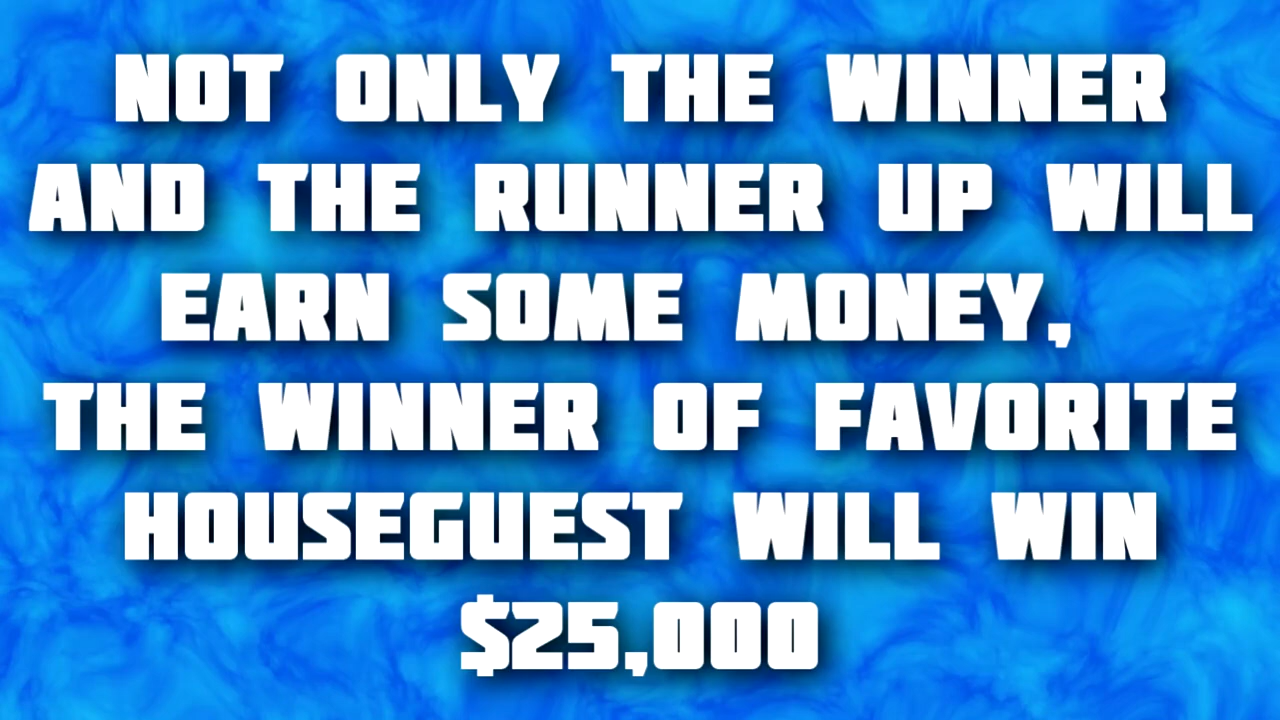 NOT ONLY THE WINNER
AND THE RUNNER UP WILL
EARN SOME MONEY,
THE WINNER OF FAVORITE
HOUSEGUEST WILL WIN
$25,000